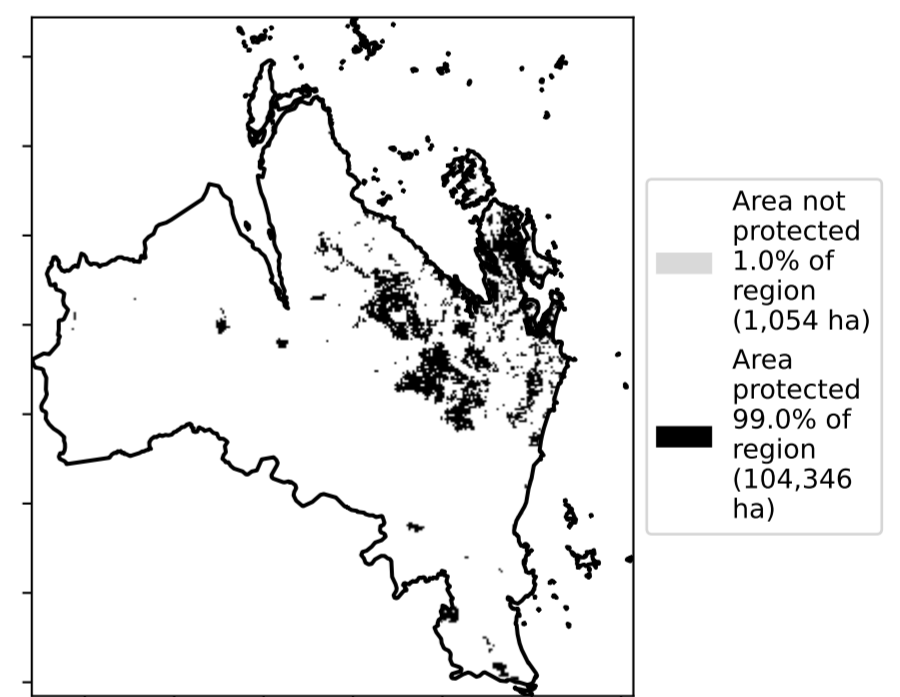 Area not
protected
1.0% of
region
(1,054 ha)
Area
protected
99.0% of
region
(104,346
ha)